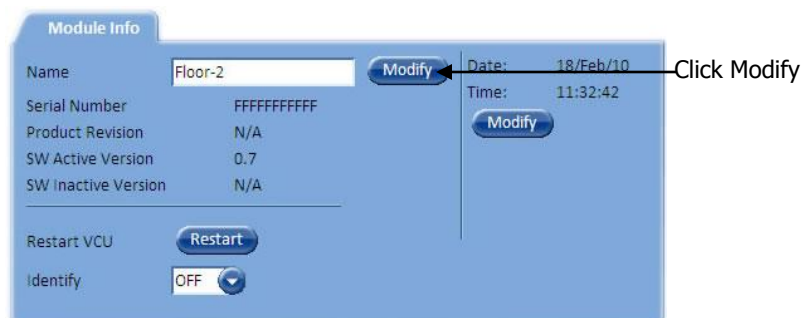 Module Info
Name Floor-2 Modify
Date: 18/Feb/10
Click Modify
Time: 11:32:42
Modify
Serial Number FFFFFFFFFFF
Product Revision N/A
SW Active Version 0.7
SW Inactive Version N/A
Restart VCU Restart
Identify OFF